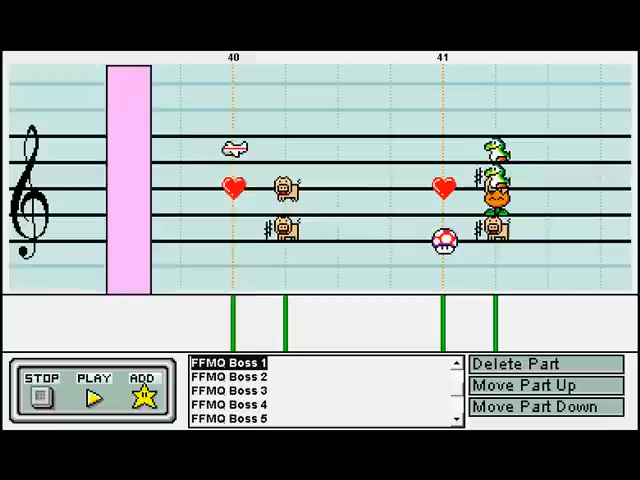 40 41
STOP PLAY ADD
FFMQ Boss 1
FFMQ Boss 2
FFMQ Boss 3
FFMQ Boss 4
FFMQ Boss 5
Delete Part
Move Part Up
Move Part Down